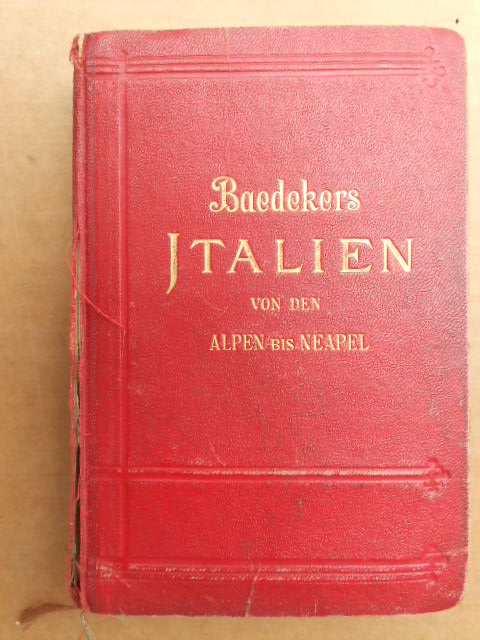 Baedekers
JTALIEN
VON DEN
ALPEN BIS NEAPEL